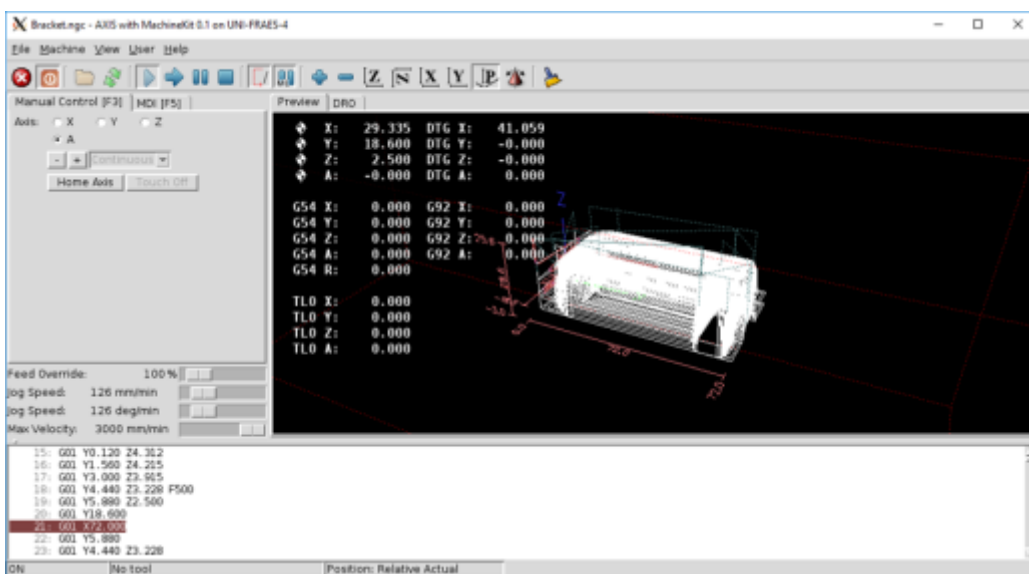 Bracket.ngc - AXIS with MachineKit 0.1 on UNI-FRAES-4
File Machine View User Help
Manual Control [F3] MDI [F5]
Preview DRO
Axis: X Y Z
A
- + Continuous
Home Axis Touch Off
X: 29.335 DTG X: 41.059
Y: 18.600 DTG Y: -0.000
Z: 2.500 DTG Z: -0.000
A: -0.000 DTG A: 0.000
G54 X: 0.000 G92 X: 0.000
G54 Y: 0.000 G92 Y: 0.000
G54 Z: 0.000 G92 Z: 0.000
G54 A: 0.000 G92 A: 0.000
G54 R: 0.000
TLO X: 0.000
TLO Y: 0.000
TLO Z: 0.000
TLO A: 0.000
Z
72.0
Feed Override: 100 %
Jog Speed: 126 mm/min
Jog Speed: 126 deg/min
Max Velocity: 3000 mm/min
15: G01 Y0.120 Z4.312
16: G01 Y1.560 Z4.215
17: G01 Y3.000 Z3.915
18: G01 Y4.440 Z3.228 F500
19: G01 Y5.880 Z2.500
20: G01 Y18.600
21: G01 X72.000
22: G01 Y5.880
23: G01 Y4.440 Z3.228
ON No tool Position: Relative Actual